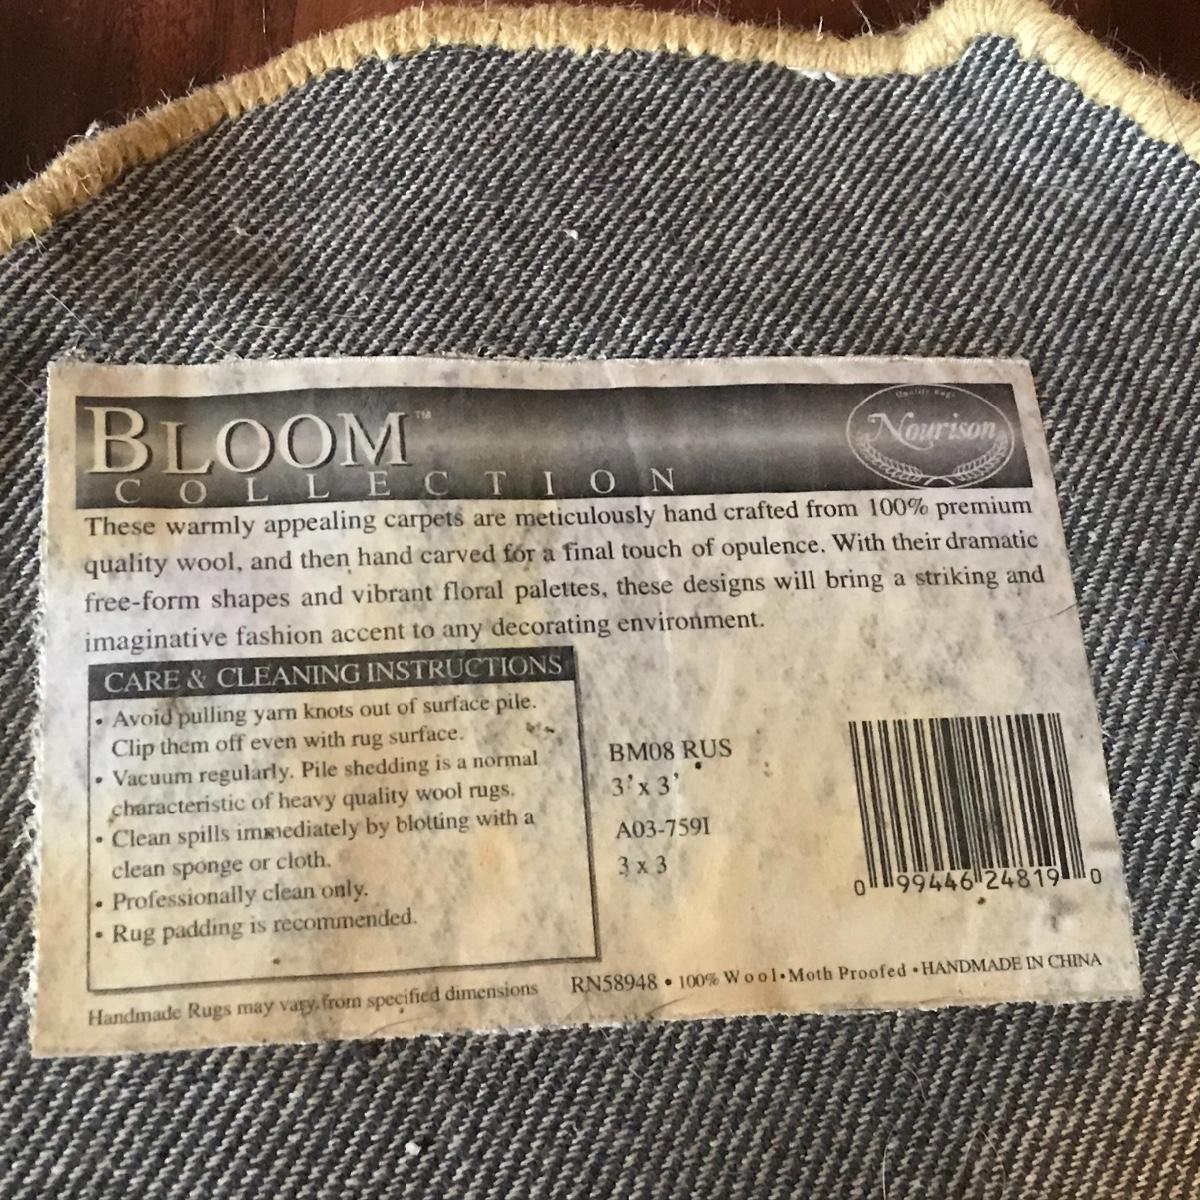 BLOOM™
COLLECTION
Quality Rugs
Nourison
These warmly appealing carpets are meticulously hand crafted from 100% premium
quality wool, and then hand carved for a final touch of opulence. With their dramatic
free-form shapes and vibrant floral palettes, these designs will bring a striking and
imaginative fashion accent to any decorating environment.
CARE & CLEANING INSTRUCTIONS
• Avoid pulling yarn knots out of surface pile.
Clip them off even with rug surface.
• Vacuum regularly. Pile shedding is a normal
characteristic of heavy quality wool rugs.
• Clean spills immediately by blotting with a
clean sponge or cloth.
• Professionally clean only.
• Rug padding is recommended.
BM08 RUS
3' x 3'
A03-759I
3 x 3
0 99446 24819 0
Handmade Rugs may vary from specified dimensions
RN58948 • 100% Wool • Moth Proofed • HANDMADE IN CHINA